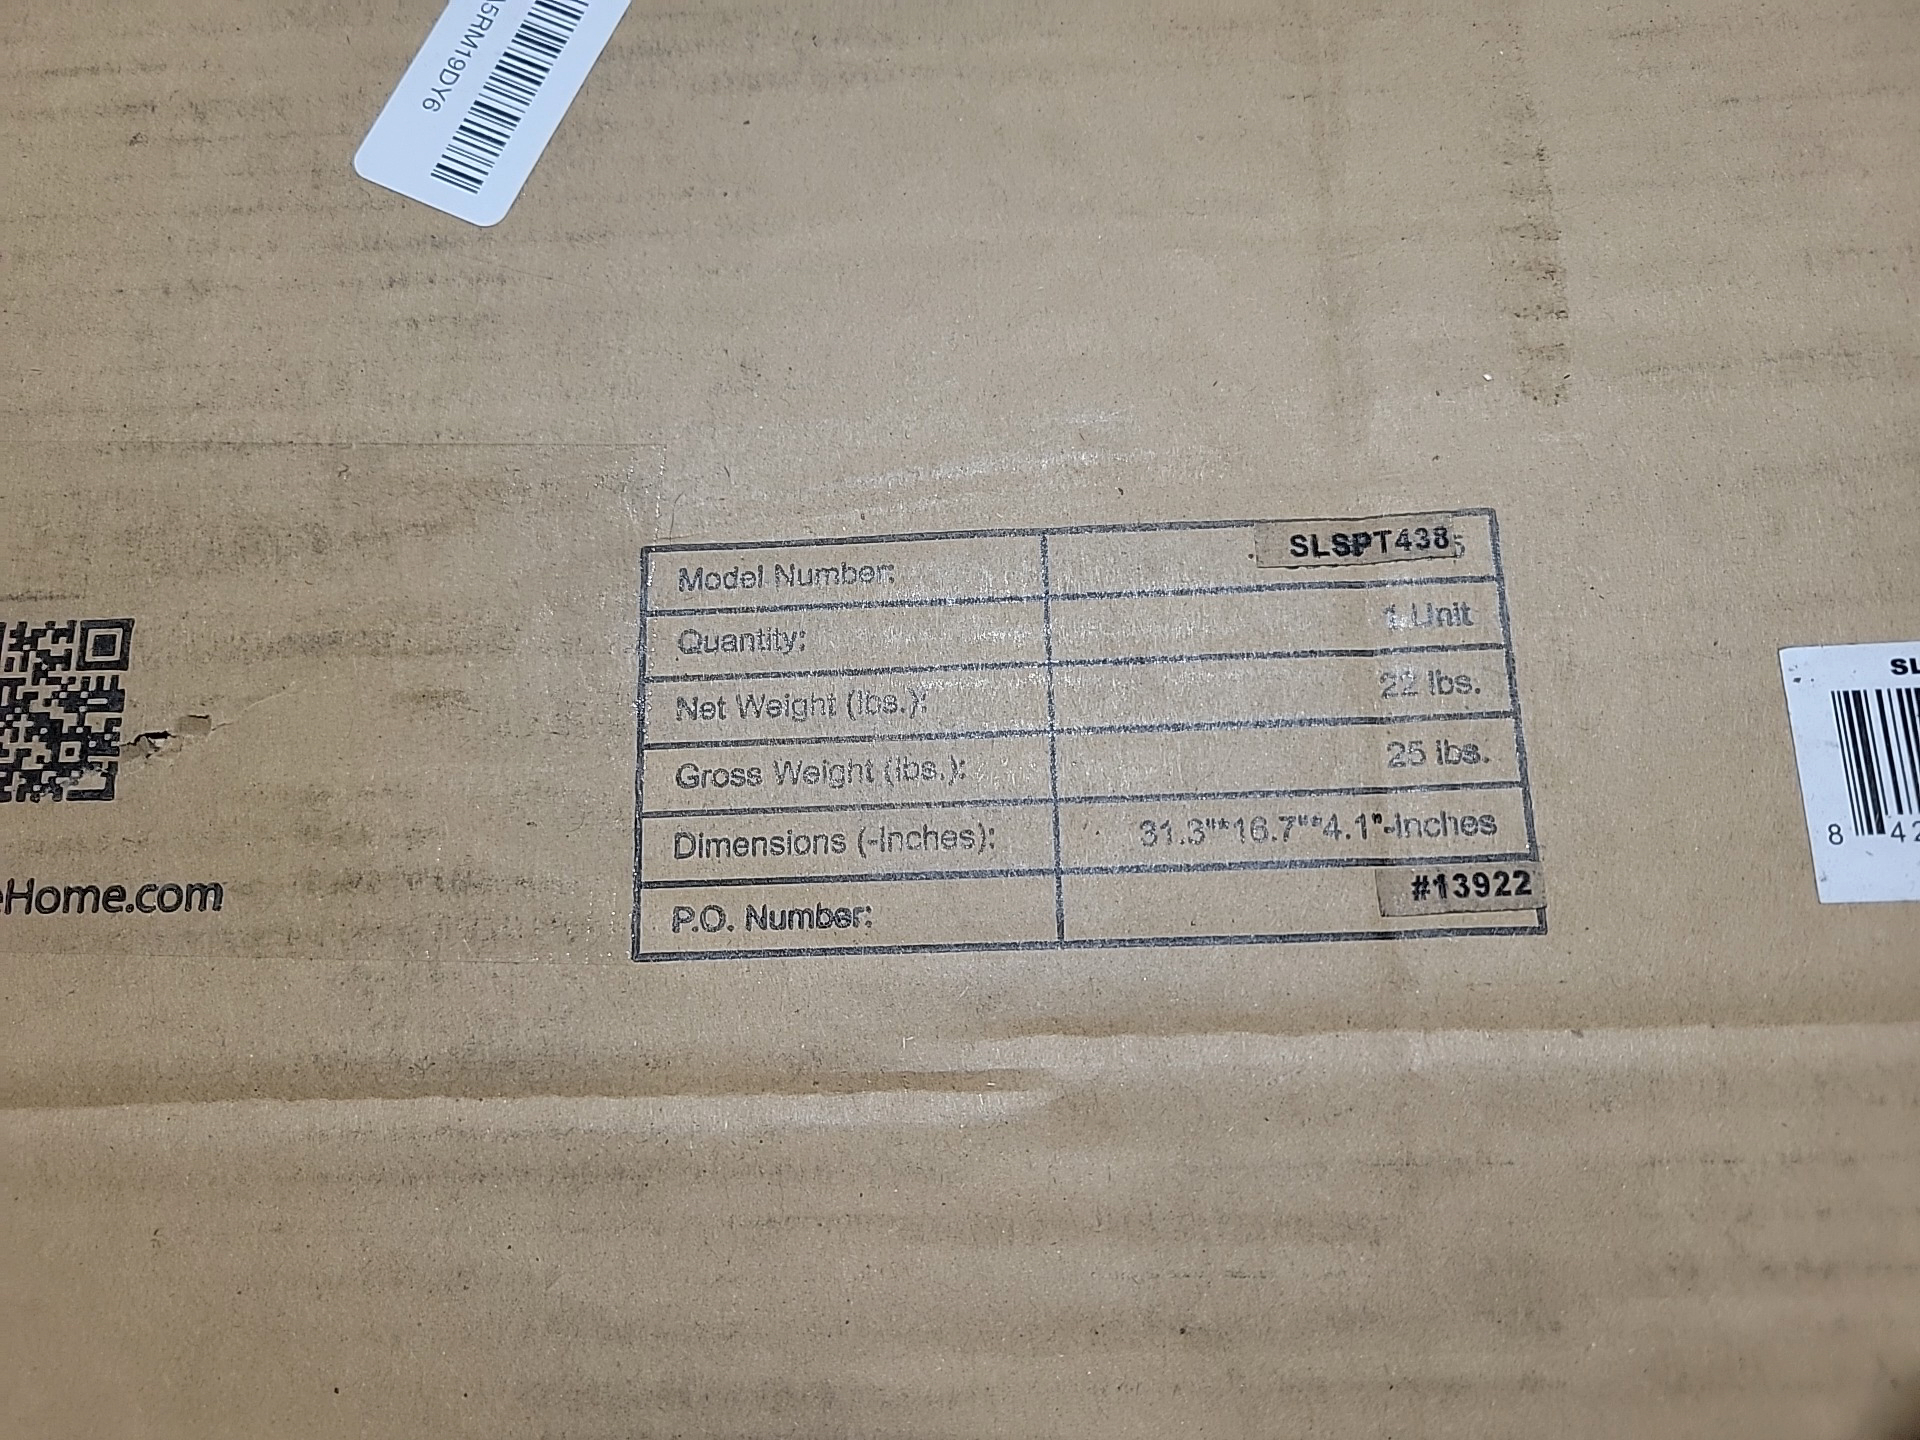 A5RM19DY6
Model Number: SLSPT438
Quantity: 1 Unit
Net Weight (lbs.): 22 lbs.
Gross Weight (lbs.): 25 lbs.
Dimensions (-Inches): 31.3"*16.7"*4.1"-Inches
P.O. Number: #13922
eHome.com
SL
8 42